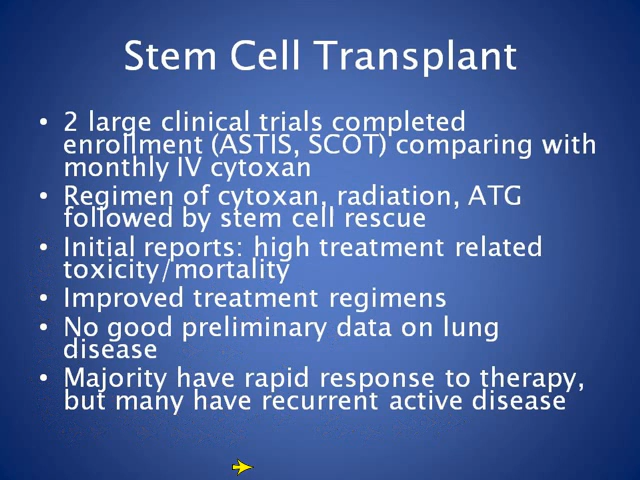 Stem Cell Transplant
• 2 large clinical trials completed
enrollment (ASTIS, SCOT) comparing with
monthly IV cytoxan
• Regimen of cytoxan, radiation, ATG
followed by stem cell rescue
• Initial reports: high treatment related
toxicity/mortality
• Improved treatment regimens
• No good preliminary data on lung
disease
• Majority have rapid response to therapy,
but many have recurrent active disease